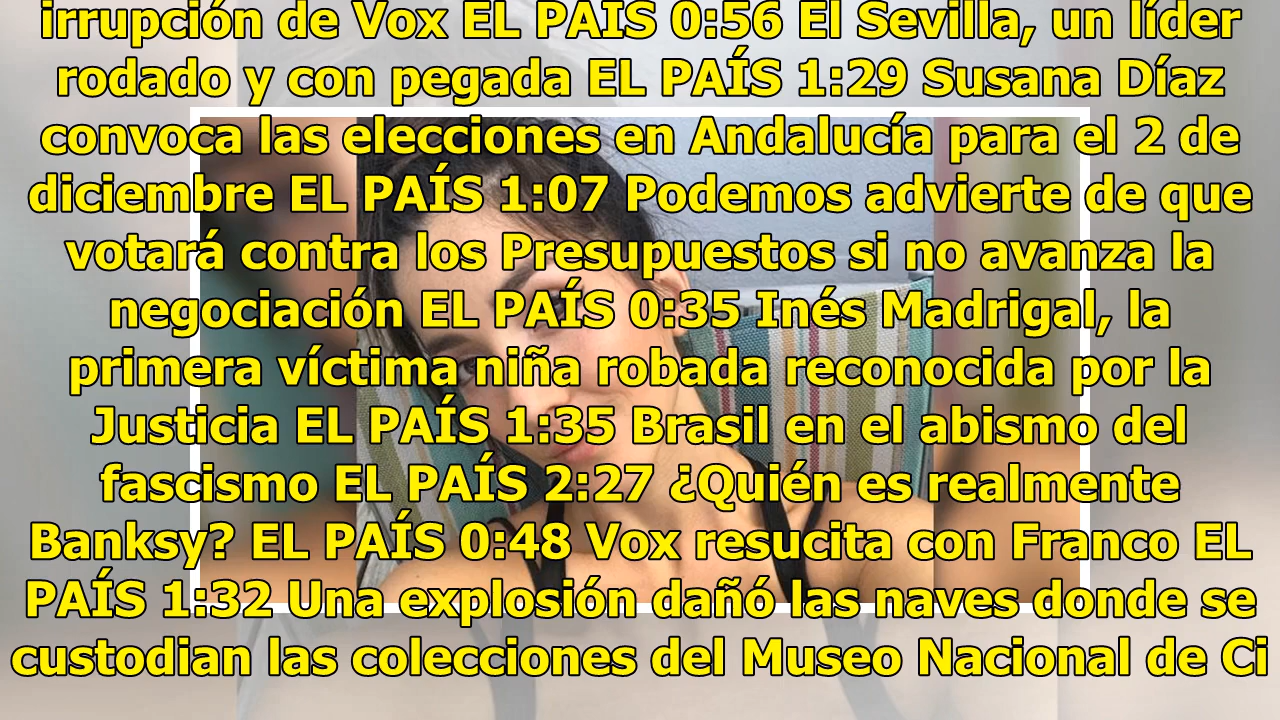 irrupción de Vox EL PAÍS 0:56 El Sevilla, un líder
rodado y con pegada EL PAÍS 1:29 Susana Díaz
convoca las elecciones en Andalucía para el 2 de
diciembre EL PAÍS 1:07 Podemos advierte de que
votará contra los Presupuestos si no avanza la
negociación EL PAÍS 0:35 Inés Madrigal, la
primera víctima niña robada reconocida por la
Justicia EL PAÍS 1:35 Brasil en el abismo del
fascismo EL PAÍS 2:27 ¿Quién es realmente
Banksy? EL PAÍS 0:48 Vox resucita con Franco EL
PAÍS 1:32 Una explosión dañó las naves donde se
custodian las colecciones del Museo Nacional de Ci